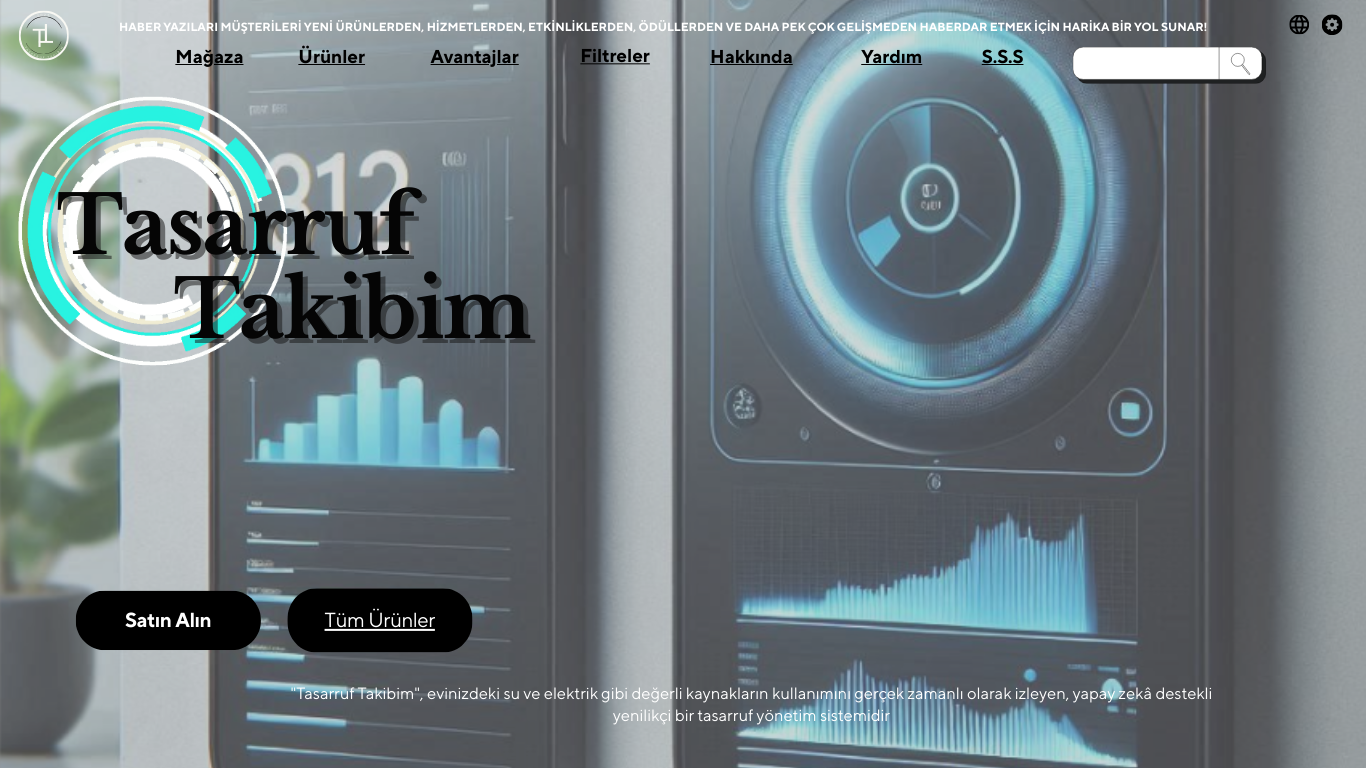 HABER YAZILARI MÜŞTERİLERİ YENİ ÜRÜNLERDEN, HİZMETLERDEN, ETKİNLİKLERDEN, ÖDÜLLERDEN VE DAHA PEK ÇOK GELİŞMEDEN HABERDAR ETMEK İÇİN HARİKA BİR YOL SUNAR!
TL
Mağaza Ürünler Avantajlar Filtreler Hakkında Yardım S.S.S
312
Tasarruf
Takibim
Satın Alın Tüm Ürünler
"Tasarruf Takibim", evinizdeki su ve elektrik gibi değerli kaynakların kullanımını gerçek zamanlı olarak izleyen, yapay zekâ destekli
yenilikçi bir tasarruf yönetim sistemidir